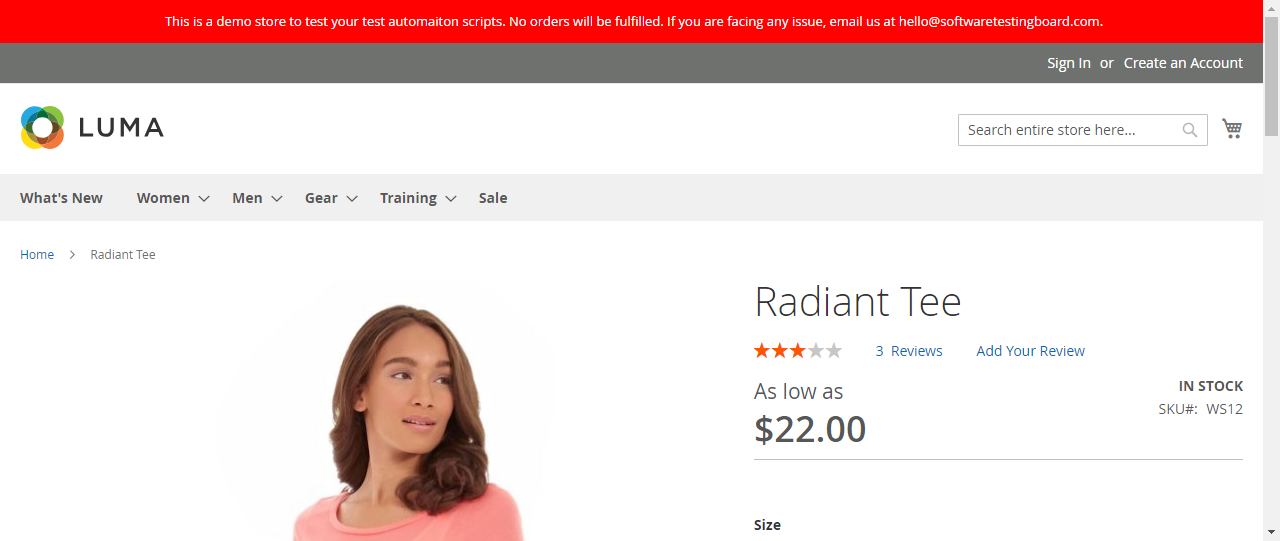 This is a demo store to test your test automaiton scripts. No orders will be fulfilled. If you are facing any issue, email us at hello@softwaretestingboard.com.
Sign In or Create an Account
LUMA
Search entire store here...
What's New Women Men Gear Training Sale
Home Radiant Tee
Radiant Tee
3 Reviews Add Your Review
As low as
$22.00
IN STOCK
SKU#: WS12
Size